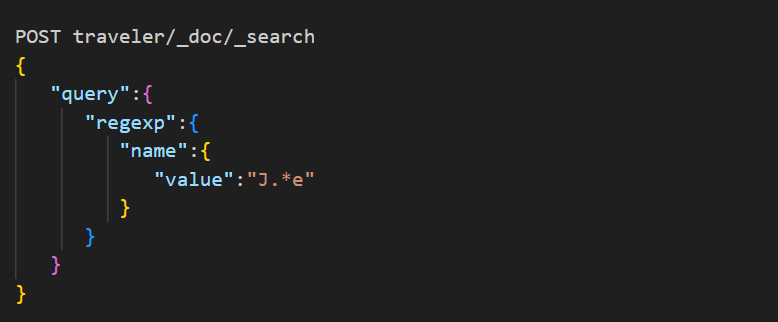 POST traveler/_doc/_search
{
"query":{
"regexp":{
"name":{
"value":"J.*e"
}
}
}
}